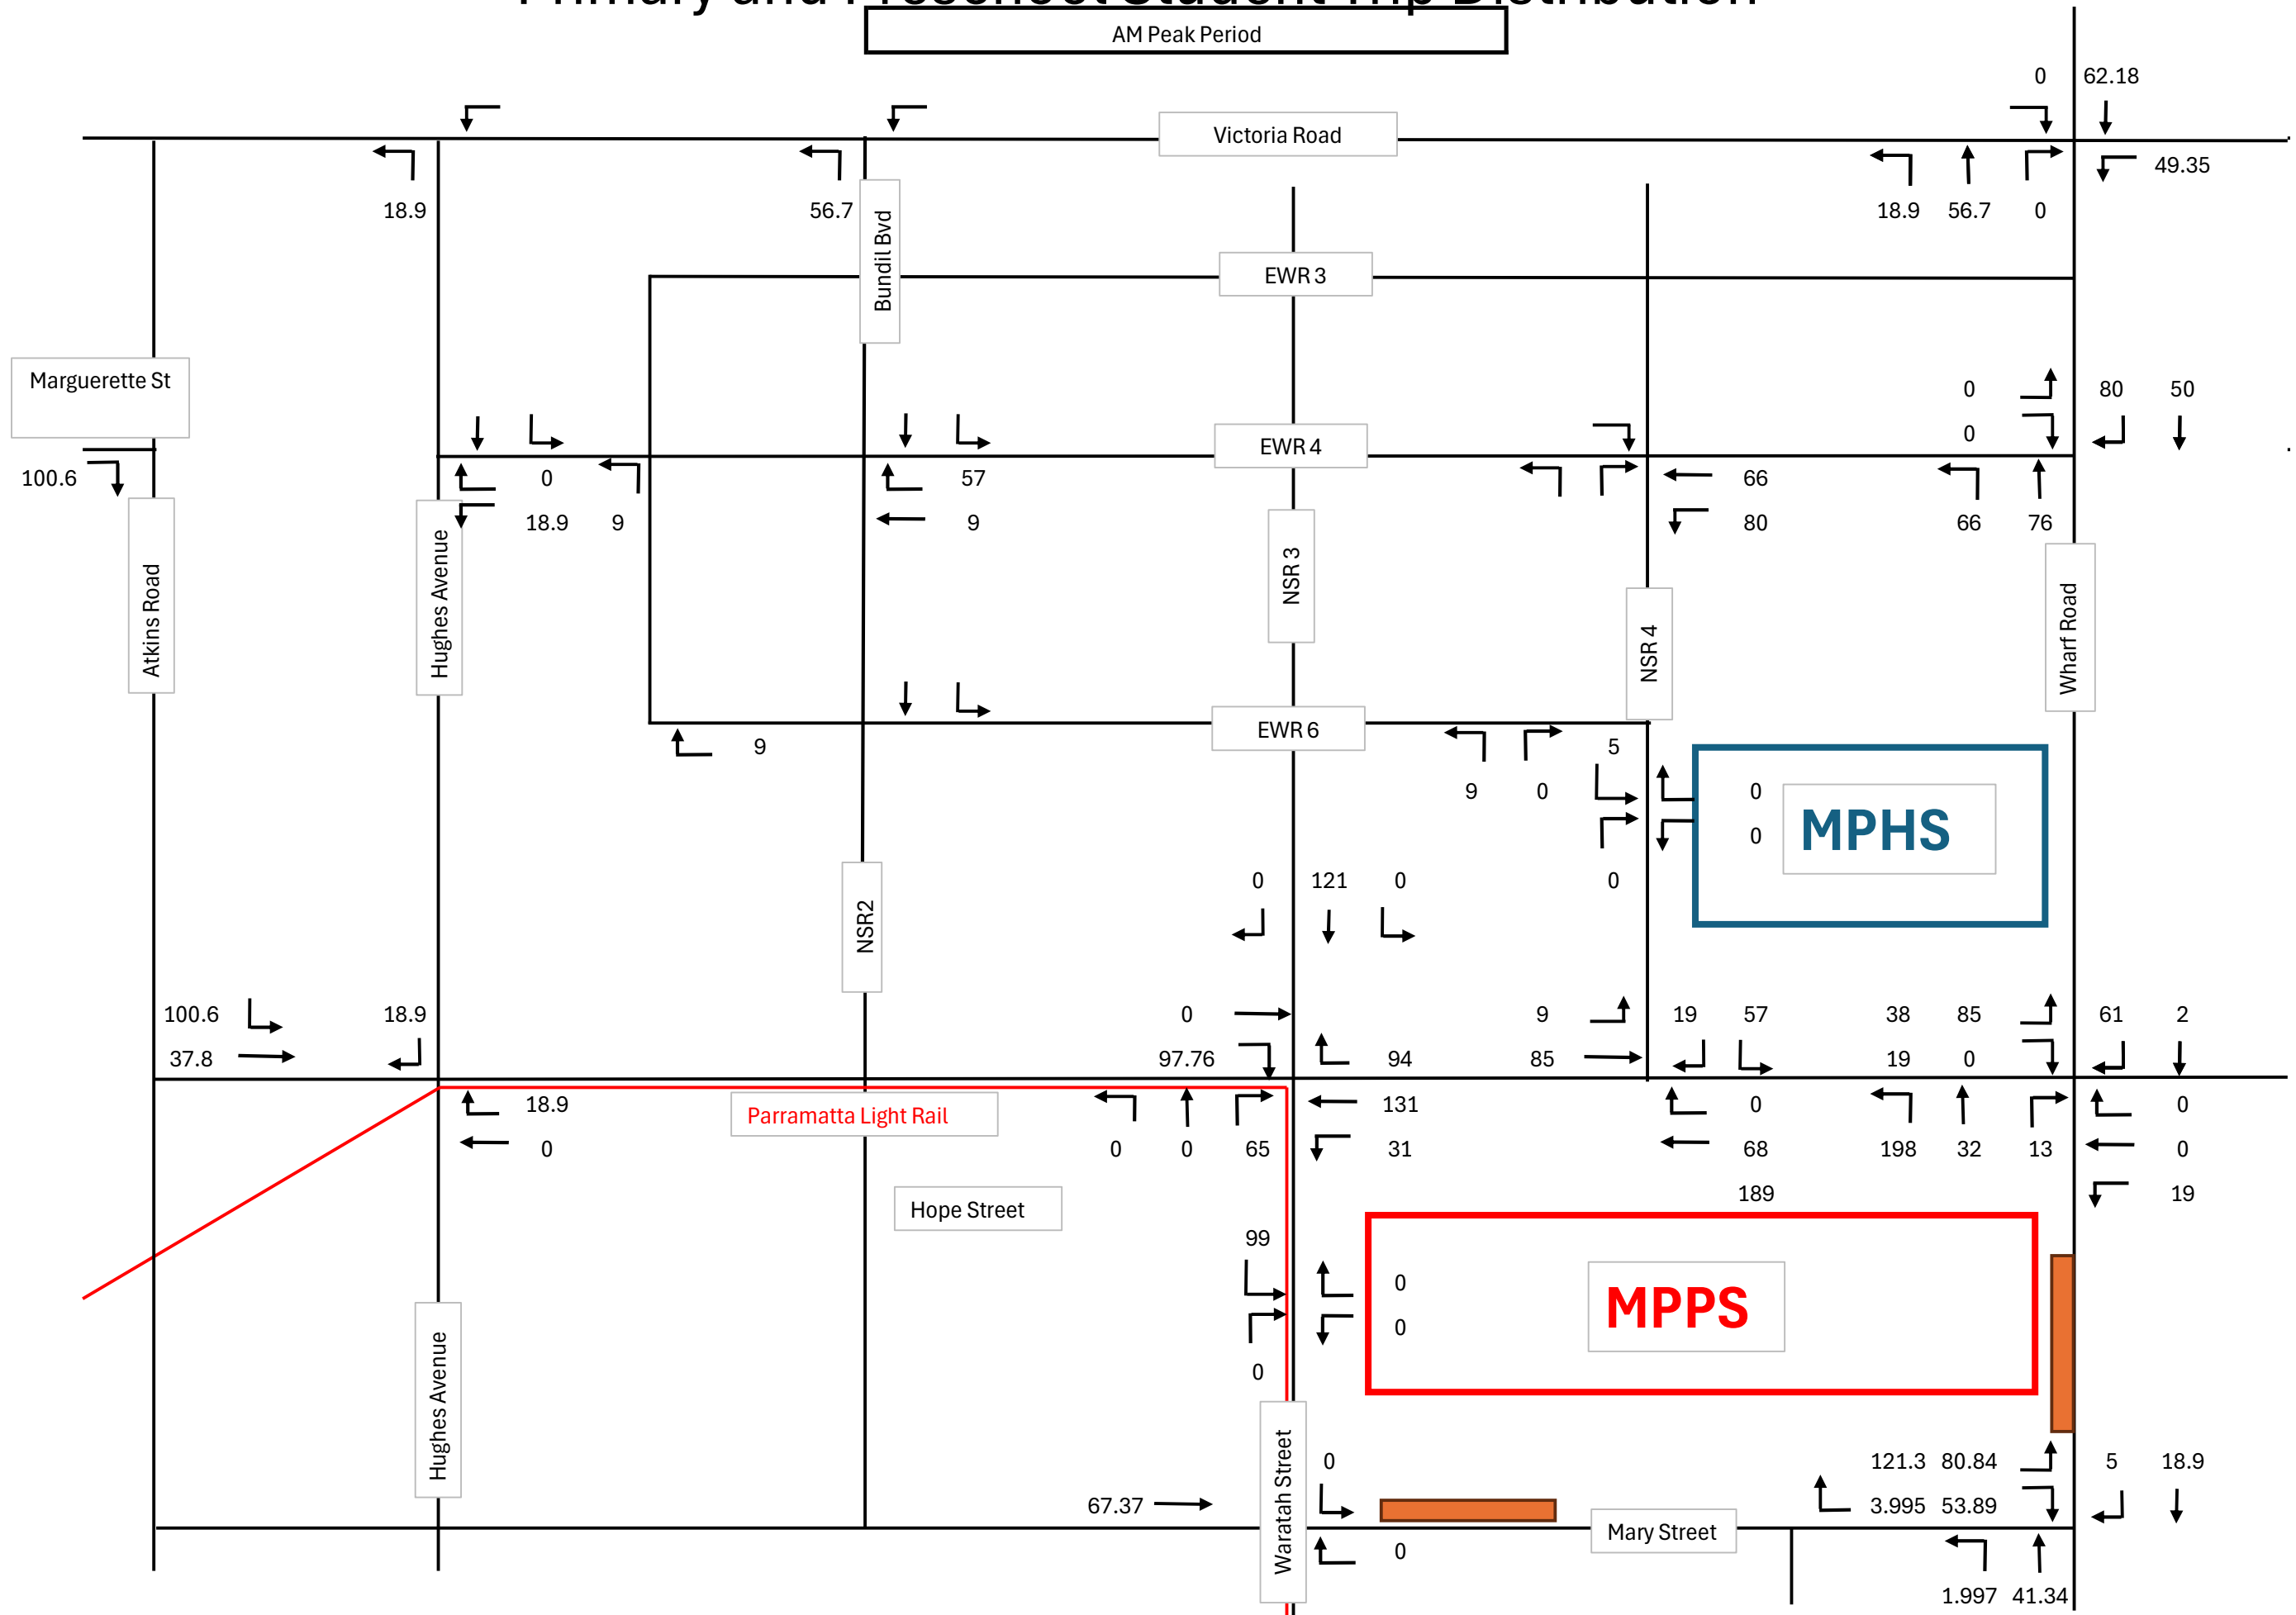 Primary and Preschool Student Trip Distribution
AM Peak Period
0 62.18
Victoria Road
49.35
18.9 56.7 18.9 56.7 0
Bundil Bvd
EWR 3
Marguerette St
0 80 50
0
EWR 4
100.6 0 57 66
18.9 9 9 80 66 76
Atkins Road
Hughes Avenue
NSR 3
NSR 4
Wharf Road
EWR 6
9 5
9 0 0
MPHS
0
0 121 0 0
NSR2
100.6 18.9 0 9 19 57 38 85 61 2
37.8 97.76 94 85 19 0
18.9 131 0 0
Parramatta Light Rail
0 0 0 65 31 68 198 32 13 0
189 19
Hope Street
99
0
MPPS
0
0
Hughes Avenue
Waratah Street
0 121.3 80.84 5 18.9
67.37 3.995 53.89
Mary Street
0
1.997 41.34